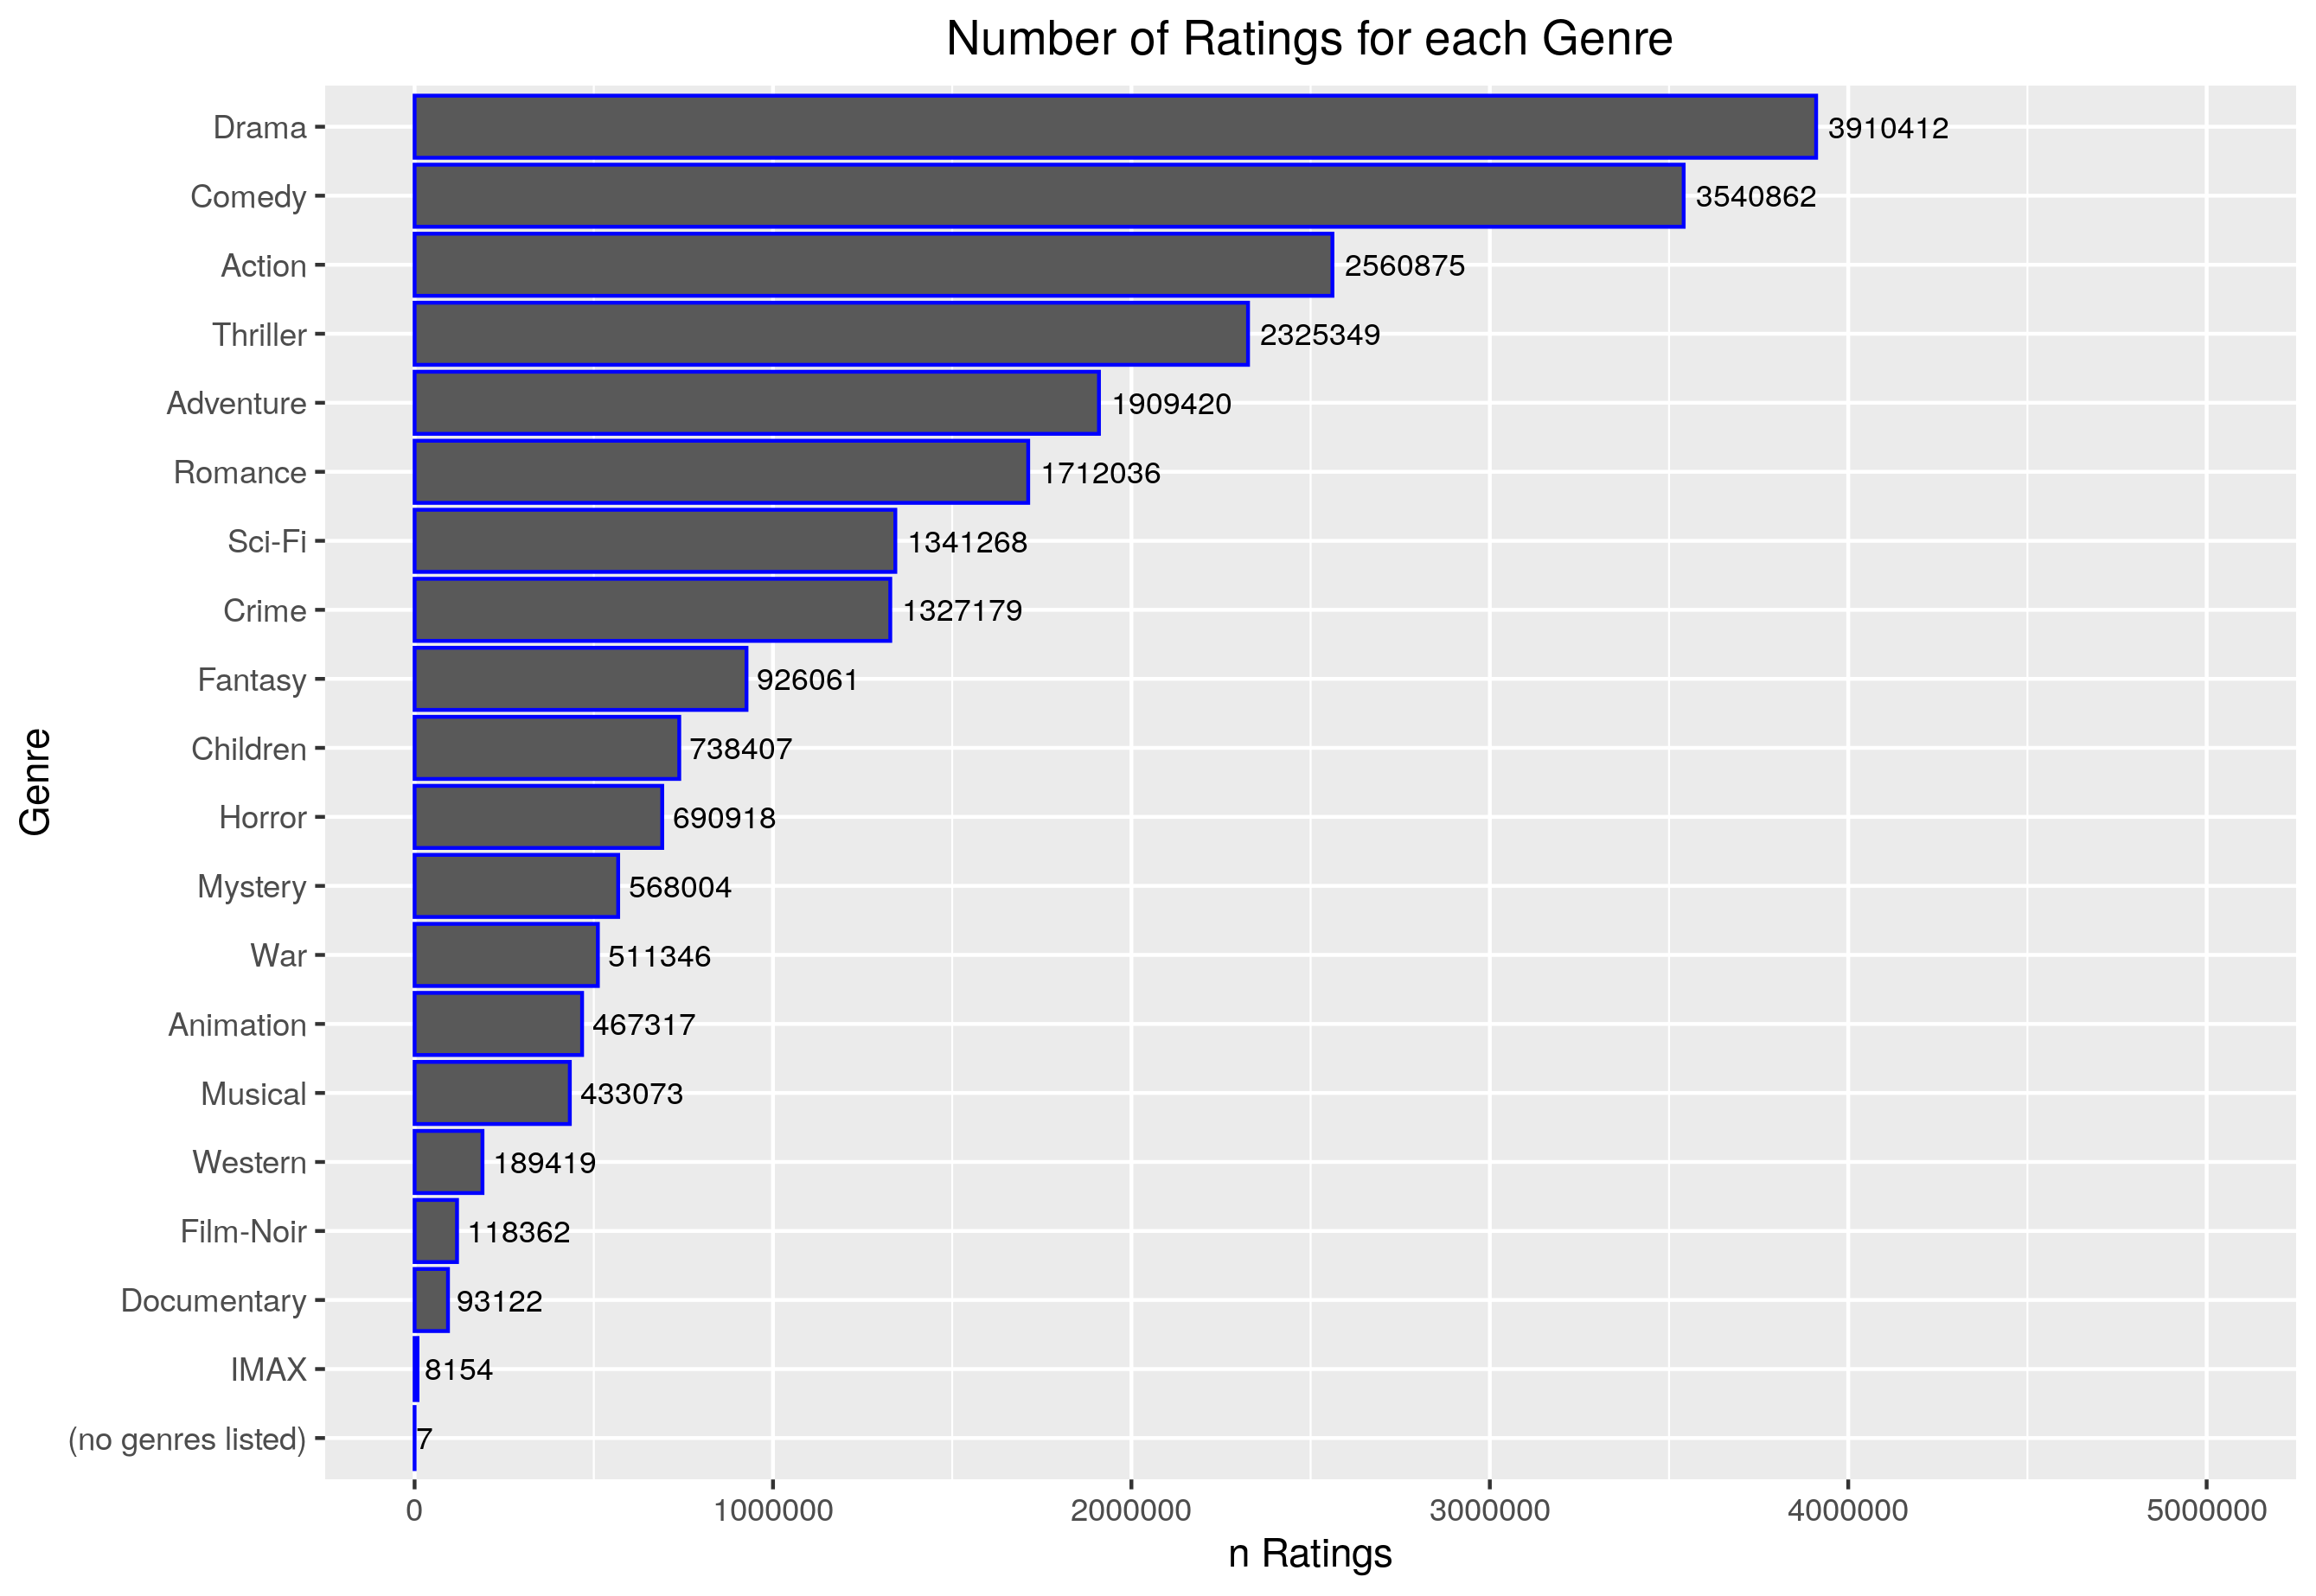 Number of Ratings for each Genre
Genre
Drama 3910412
Comedy 3540862
Action 2560875
Thriller 2325349
Adventure 1909420
Romance 1712036
Sci-Fi 1341268
Crime 1327179
Fantasy 926061
Children 738407
Horror 690918
Mystery 568004
War 511346
Animation 467317
Musical 433073
Western 189419
Film-Noir 118362
Documentary 93122
IMAX 8154
(no genres listed) 7
0 1000000 2000000 3000000 4000000 5000000
n Ratings